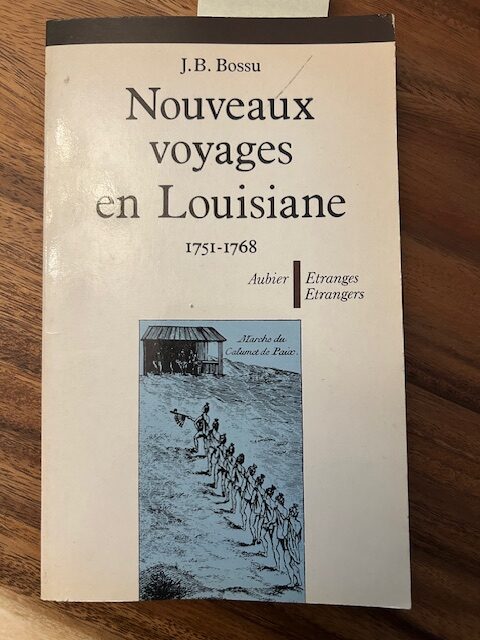 J.B. Bossu
Nouveaux
voyages
en Louisiane
1751-1768
Aubier
Etranges
Etrangers
Marche du
Calumet de Paix.